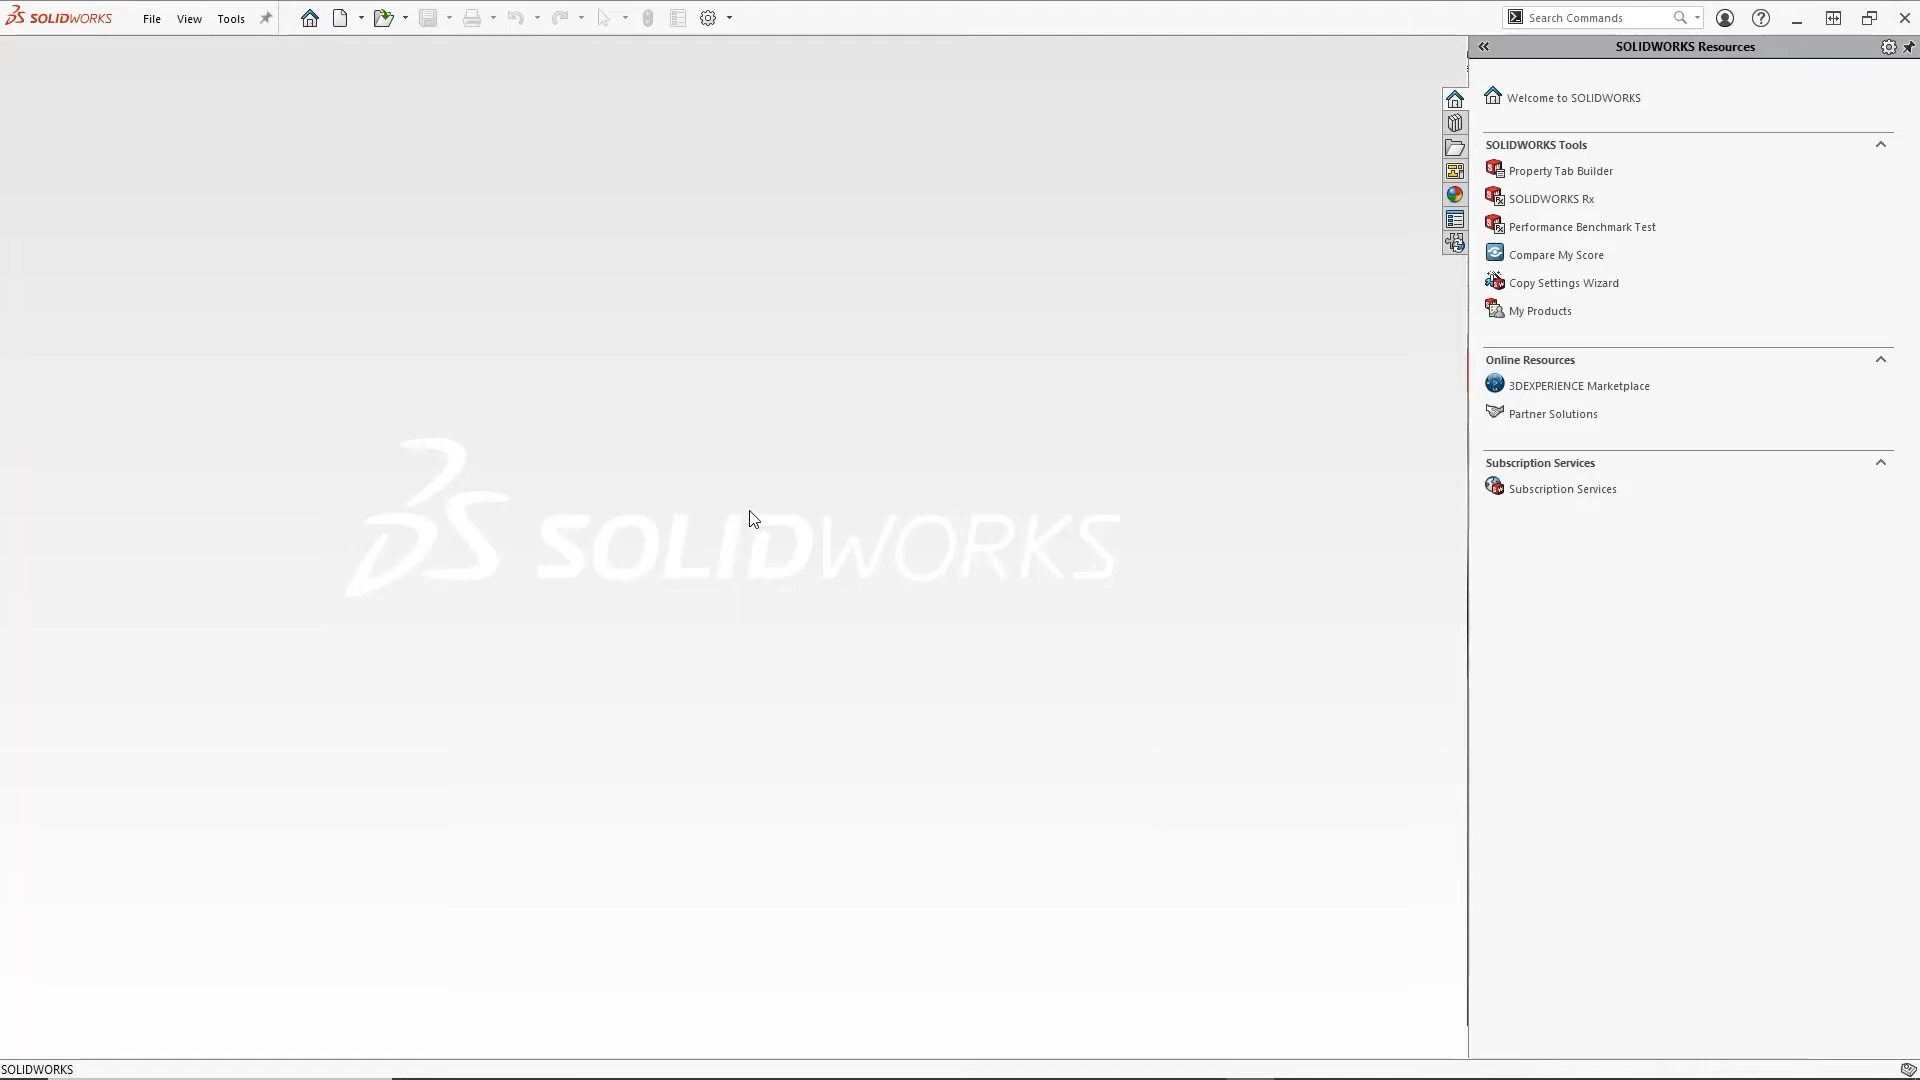 SOLIDWORKS File View Tools Search Commands
SOLIDWORKS Resources
Welcome to SOLIDWORKS
SOLIDWORKS Tools
Property Tab Builder
SOLIDWORKS Rx
Performance Benchmark Test
Compare My Score
Copy Settings Wizard
My Products
Online Resources
3DEXPERIENCE Marketplace
Partner Solutions
Subscription Services
Subscription Services
SOLIDWORKS
SOLIDWORKS